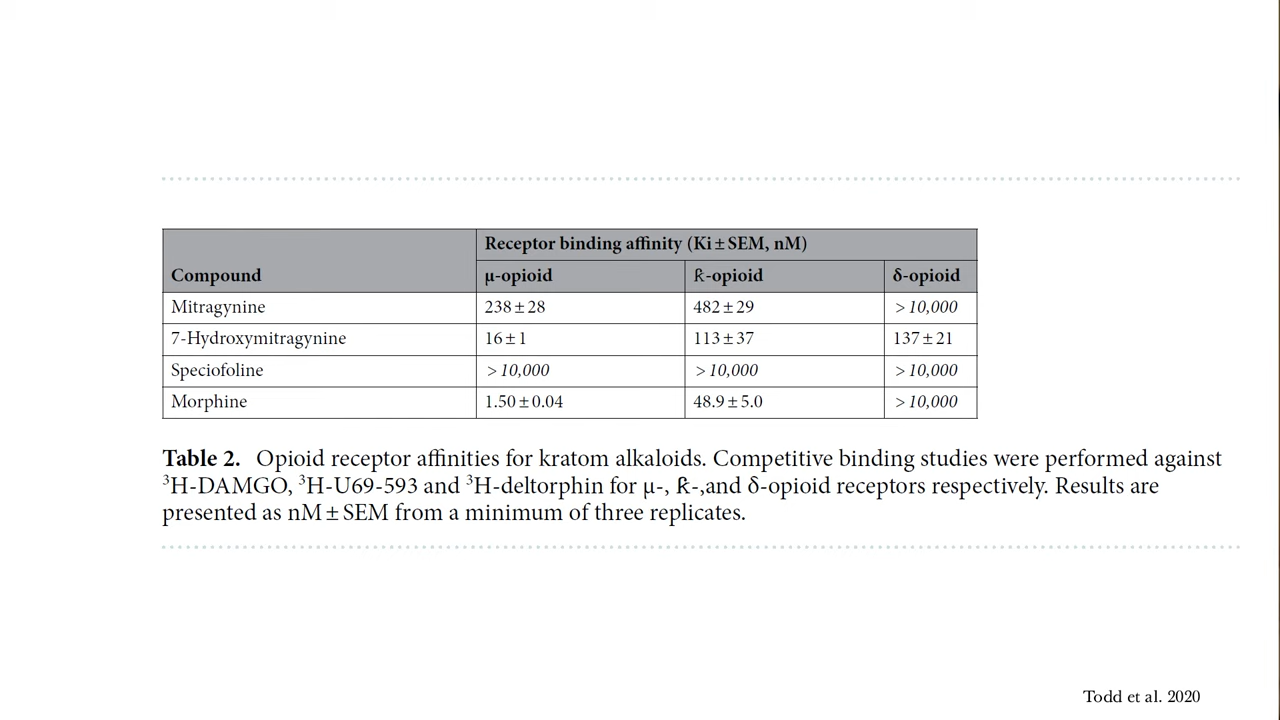 Receptor binding affinity (Ki ± SEM, nM)
Compound µ-opioid ƙ-opioid δ-opioid
Mitragynine 238 ± 28 482 ± 29 > 10,000
7-Hydroxymitragynine 16 ± 1 113 ± 37 137 ± 21
Speciofoline > 10,000 > 10,000 > 10,000
Morphine 1.50 ± 0.04 48.9 ± 5.0 > 10,000
Table 2. Opioid receptor affinities for kratom alkaloids. Competitive binding studies were performed against
³H-DAMGO, ³H-U69-593 and ³H-deltorphin for µ-, ƙ-,and δ-opioid receptors respectively. Results are
presented as nM ± SEM from a minimum of three replicates.
Todd et al. 2020